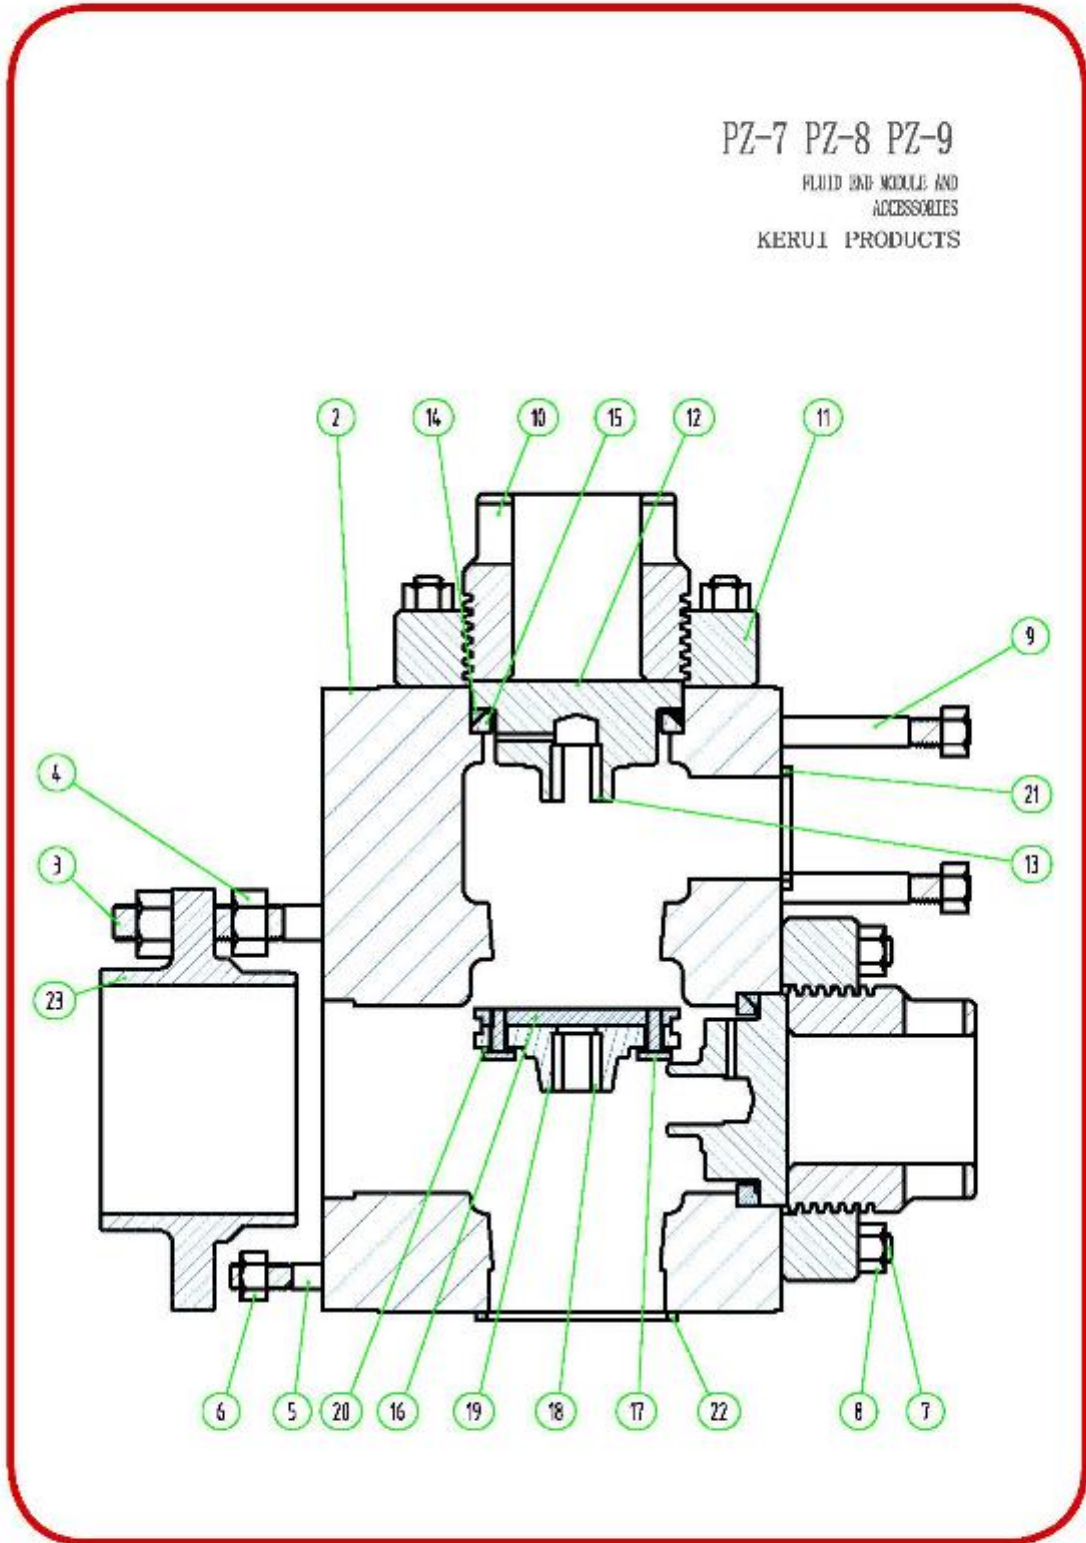 PZ-7 PZ-8 PZ-9
FLUID END MODULE AND
ACCESSORIES
KERUI PRODUCTS
2 14 10 15 12 11
9
4
21
3
13
23
6 5 20 16 19 18 17 22 8 7